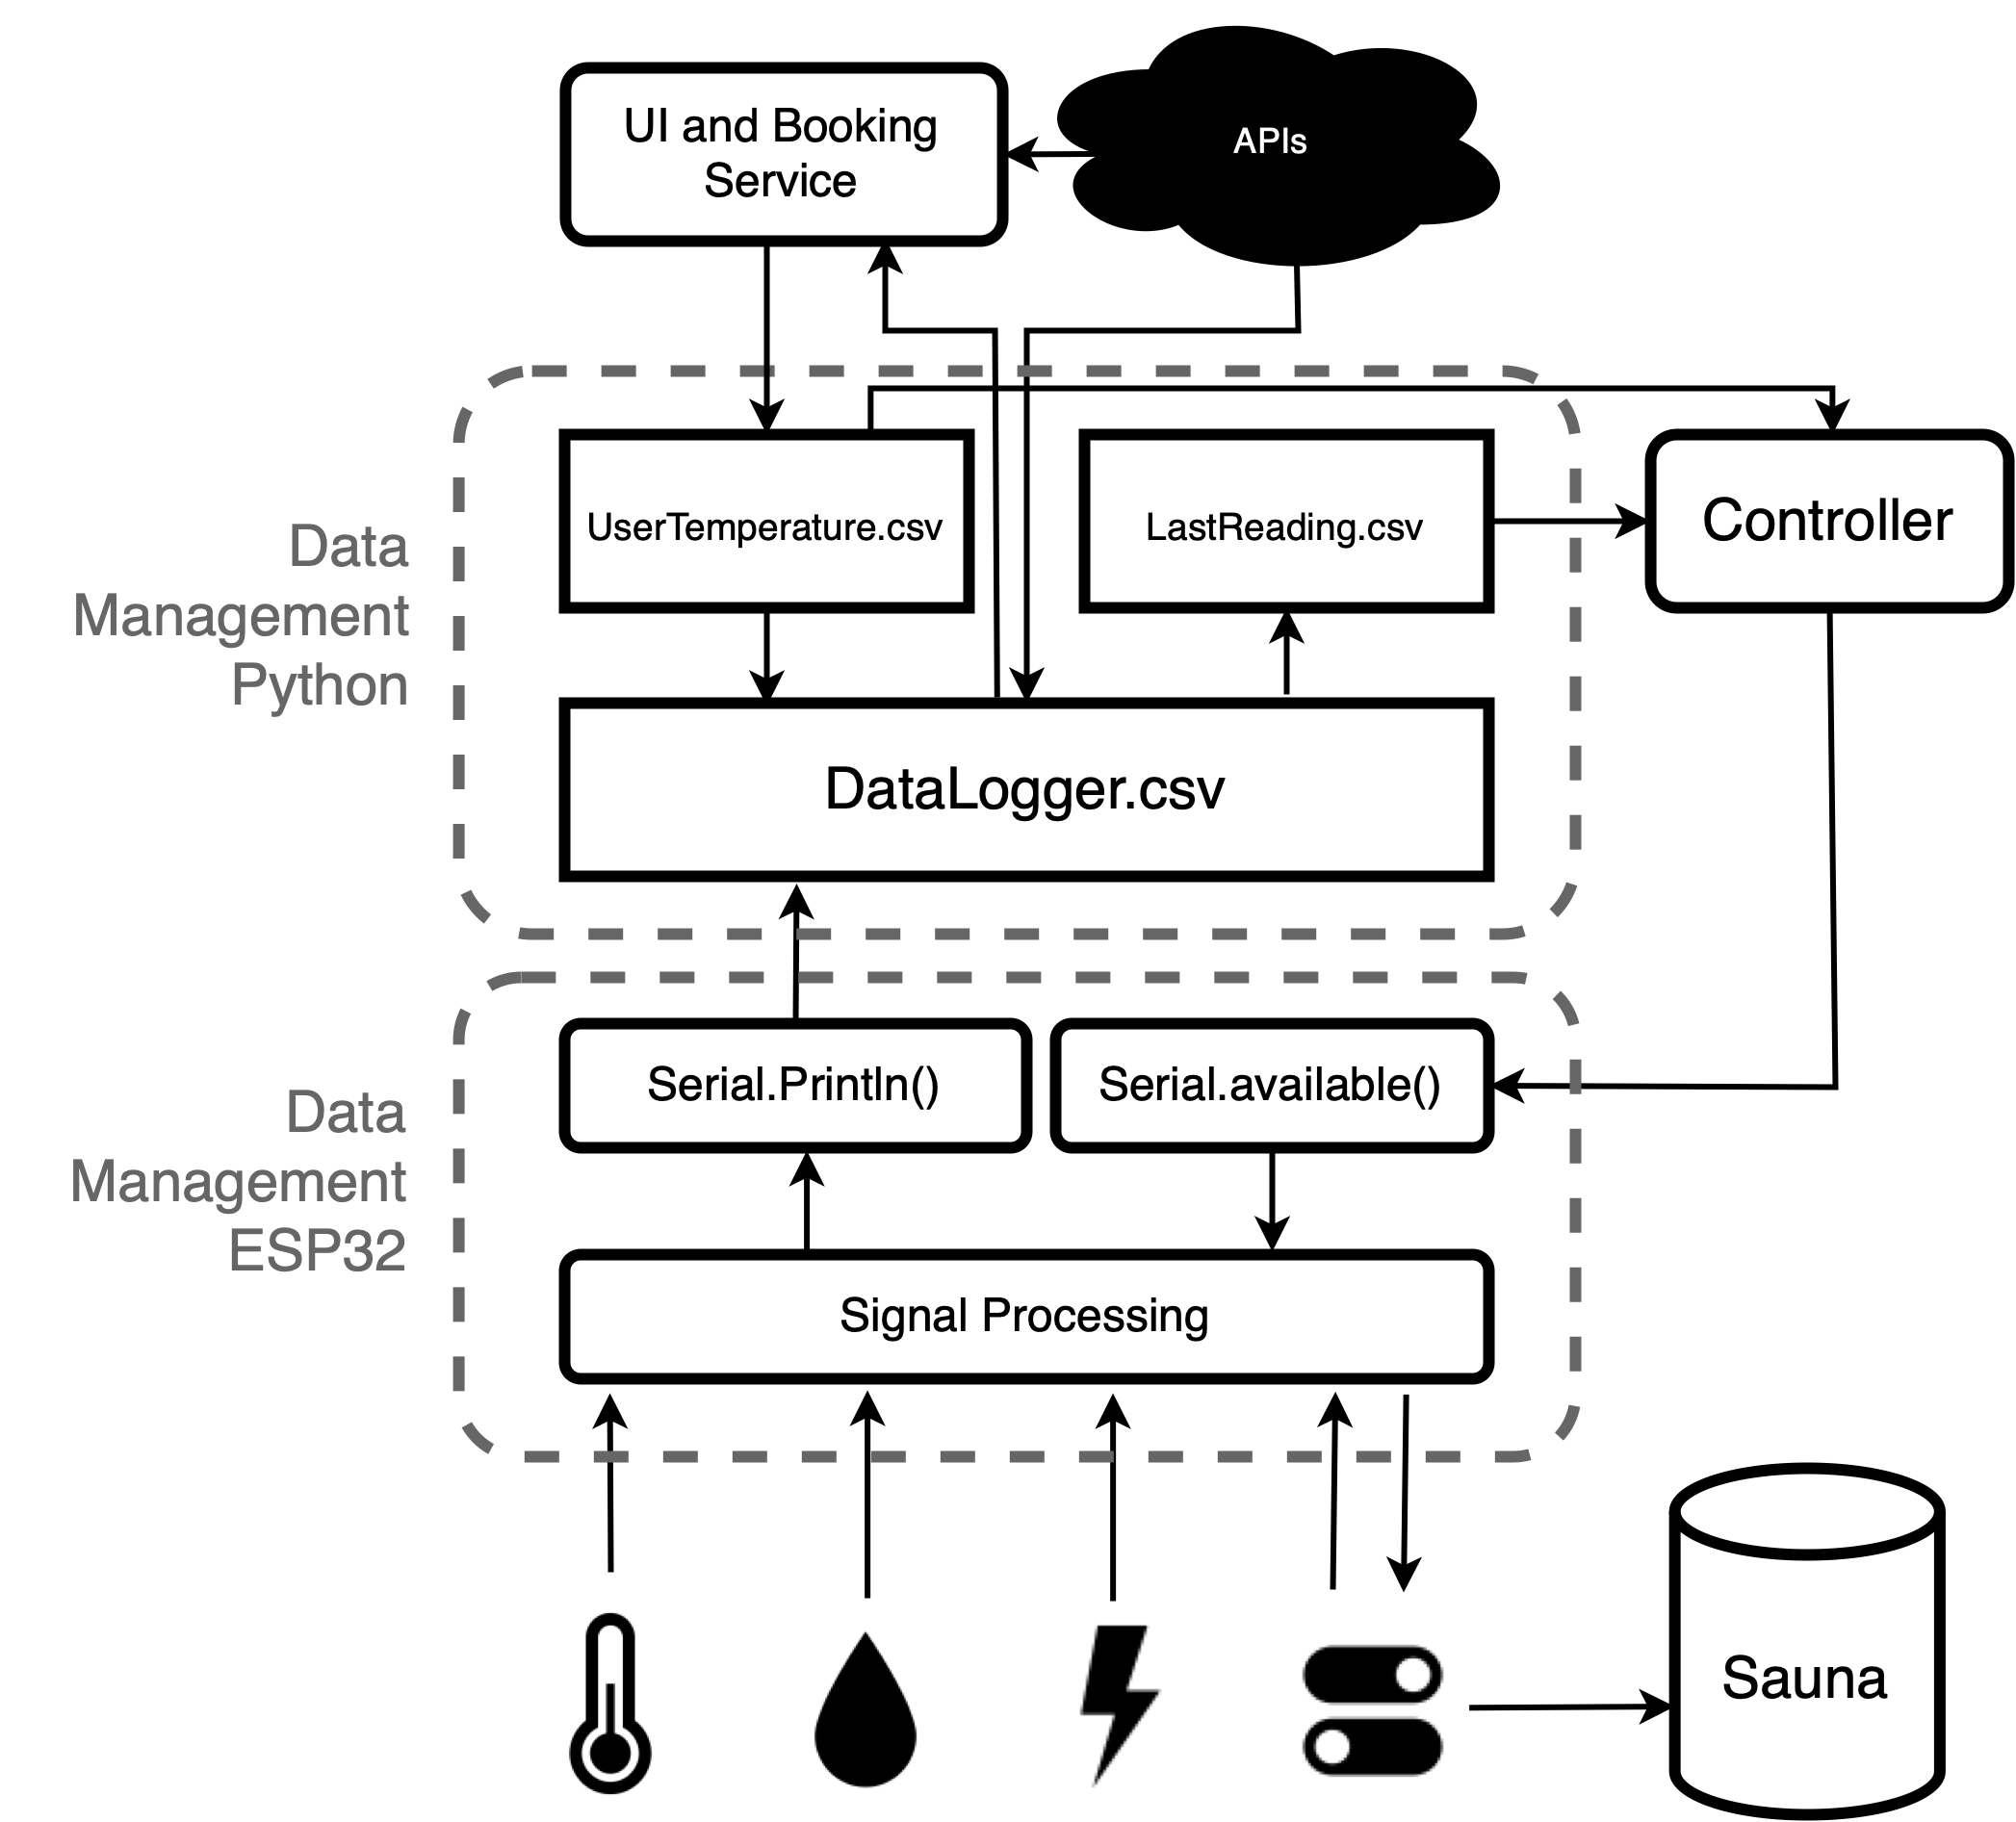 UI and Booking
Service
APIs
Data
Management
Python
UserTemperature.csv
LastReading.csv
Controller
DataLogger.csv
Data
Management
ESP32
Serial.Println()
Serial.available()
Signal Processing
Sauna